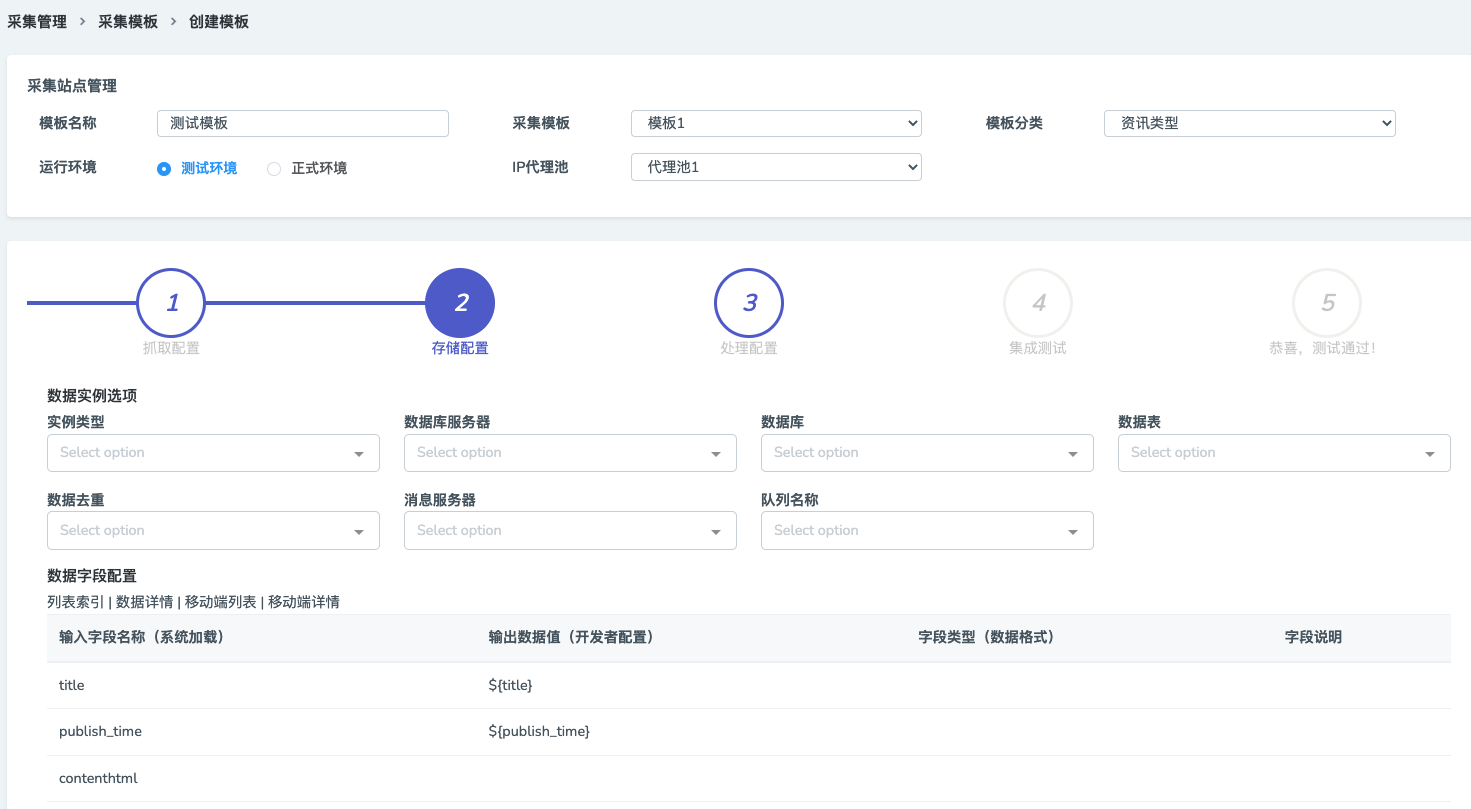 采集管理 > 采集模板 > 创建模板
采集站点管理
模板名称 测试模板 采集模板 模板1 模板分类 资讯类型
运行环境 测试环境 正式环境 IP代理池 代理池1
1 2 3 4 5
抓取配置 存储配置 处理配置 集成测试 恭喜，测试通过！
数据实例选项
实例类型 数据库服务器 数据库 数据表
Select option Select option Select option Select option
数据去重 消息服务器 队列名称
Select option Select option Select option
数据字段配置
列表索引 | 数据详情 | 移动端列表 | 移动端详情
输入字段名称（系统加载） 输出数据值（开发者配置） 字段类型（数据格式） 字段说明
title ${title}
publish_time ${publish_time}
contenthtml